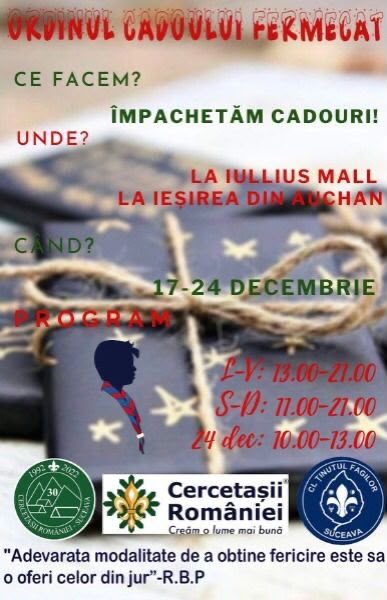 ORDINUL CADOULUI FERMECAT
CE FACEM?
ÎMPACHETĂM CADOURI!
UNDE?
LA IULLIUS MALL
LA IEȘIREA DIN AUCHAN
CÂND?
17-24 DECEMBRIE
PROGRAM
L-V: 13.00-21.00
S-D: 11.00-21.00
24 dec: 10.00-13.00
1992 2022
30
CERCETAȘII ROMÂNIEI - SUCEAVA
Cercetașii
României
Creăm o lume mai bună
CL ȚINUTUL FAGILOR
SUCEAVA
"Adevarata modalitate de a obtine fericire este sa
o oferi celor din jur”-R.B.P